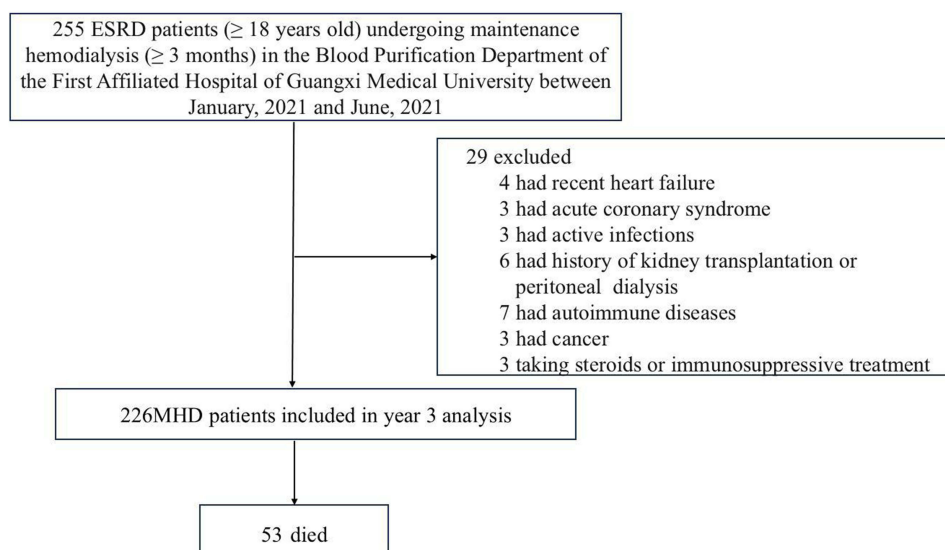 255 ESRD patients (≥ 18 years old) undergoing maintenance
hemodialysis (≥ 3 months) in the Blood Purification Department of
the First Affiliated Hospital of Guangxi Medical University between
January, 2021 and June, 2021
29 excluded
4 had recent heart failure
3 had acute coronary syndrome
3 had active infections
6 had history of kidney transplantation or
peritoneal dialysis
7 had autoimmune diseases
3 had cancer
3 taking steroids or immunosuppressive treatment
226MHD patients included in year 3 analysis
53 died